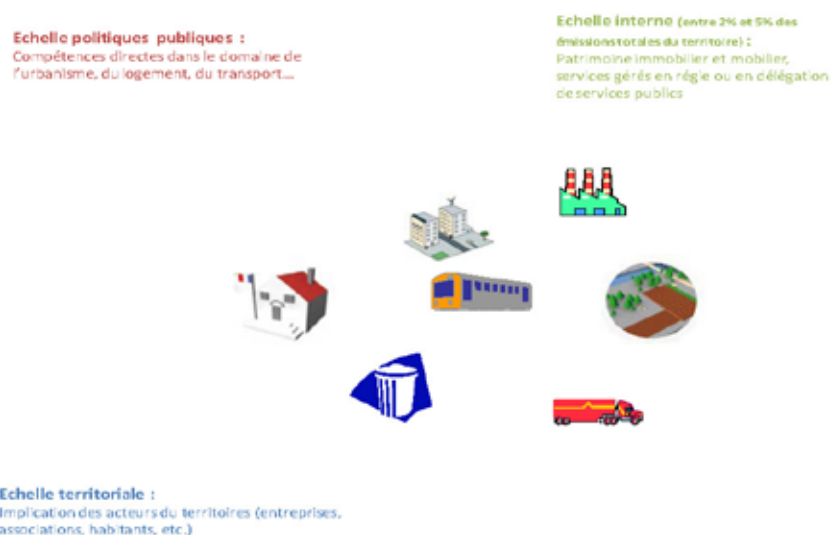 Echelle politiques publiques :
Compétences directes dans le domaine de
l'urbanisme, du logement, du transport...
Echelle interne (entre 2% et 5% des
émissions totales du territoire) :
Patrimoine immobilier et mobilier,
services gérés en régie ou en délégation
de services publics
Echelle territoriale :
Implication des acteurs du territoires (entreprises,
associations, habitants, etc.)